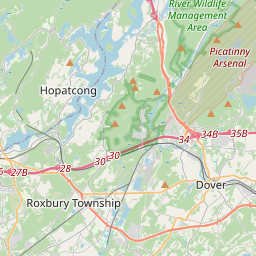 River Wildlife
Management
Area
Picatinny
Arsenal
Hopatcong
34B
35B
34
30
30
28
27B
Dover
Roxbury Township